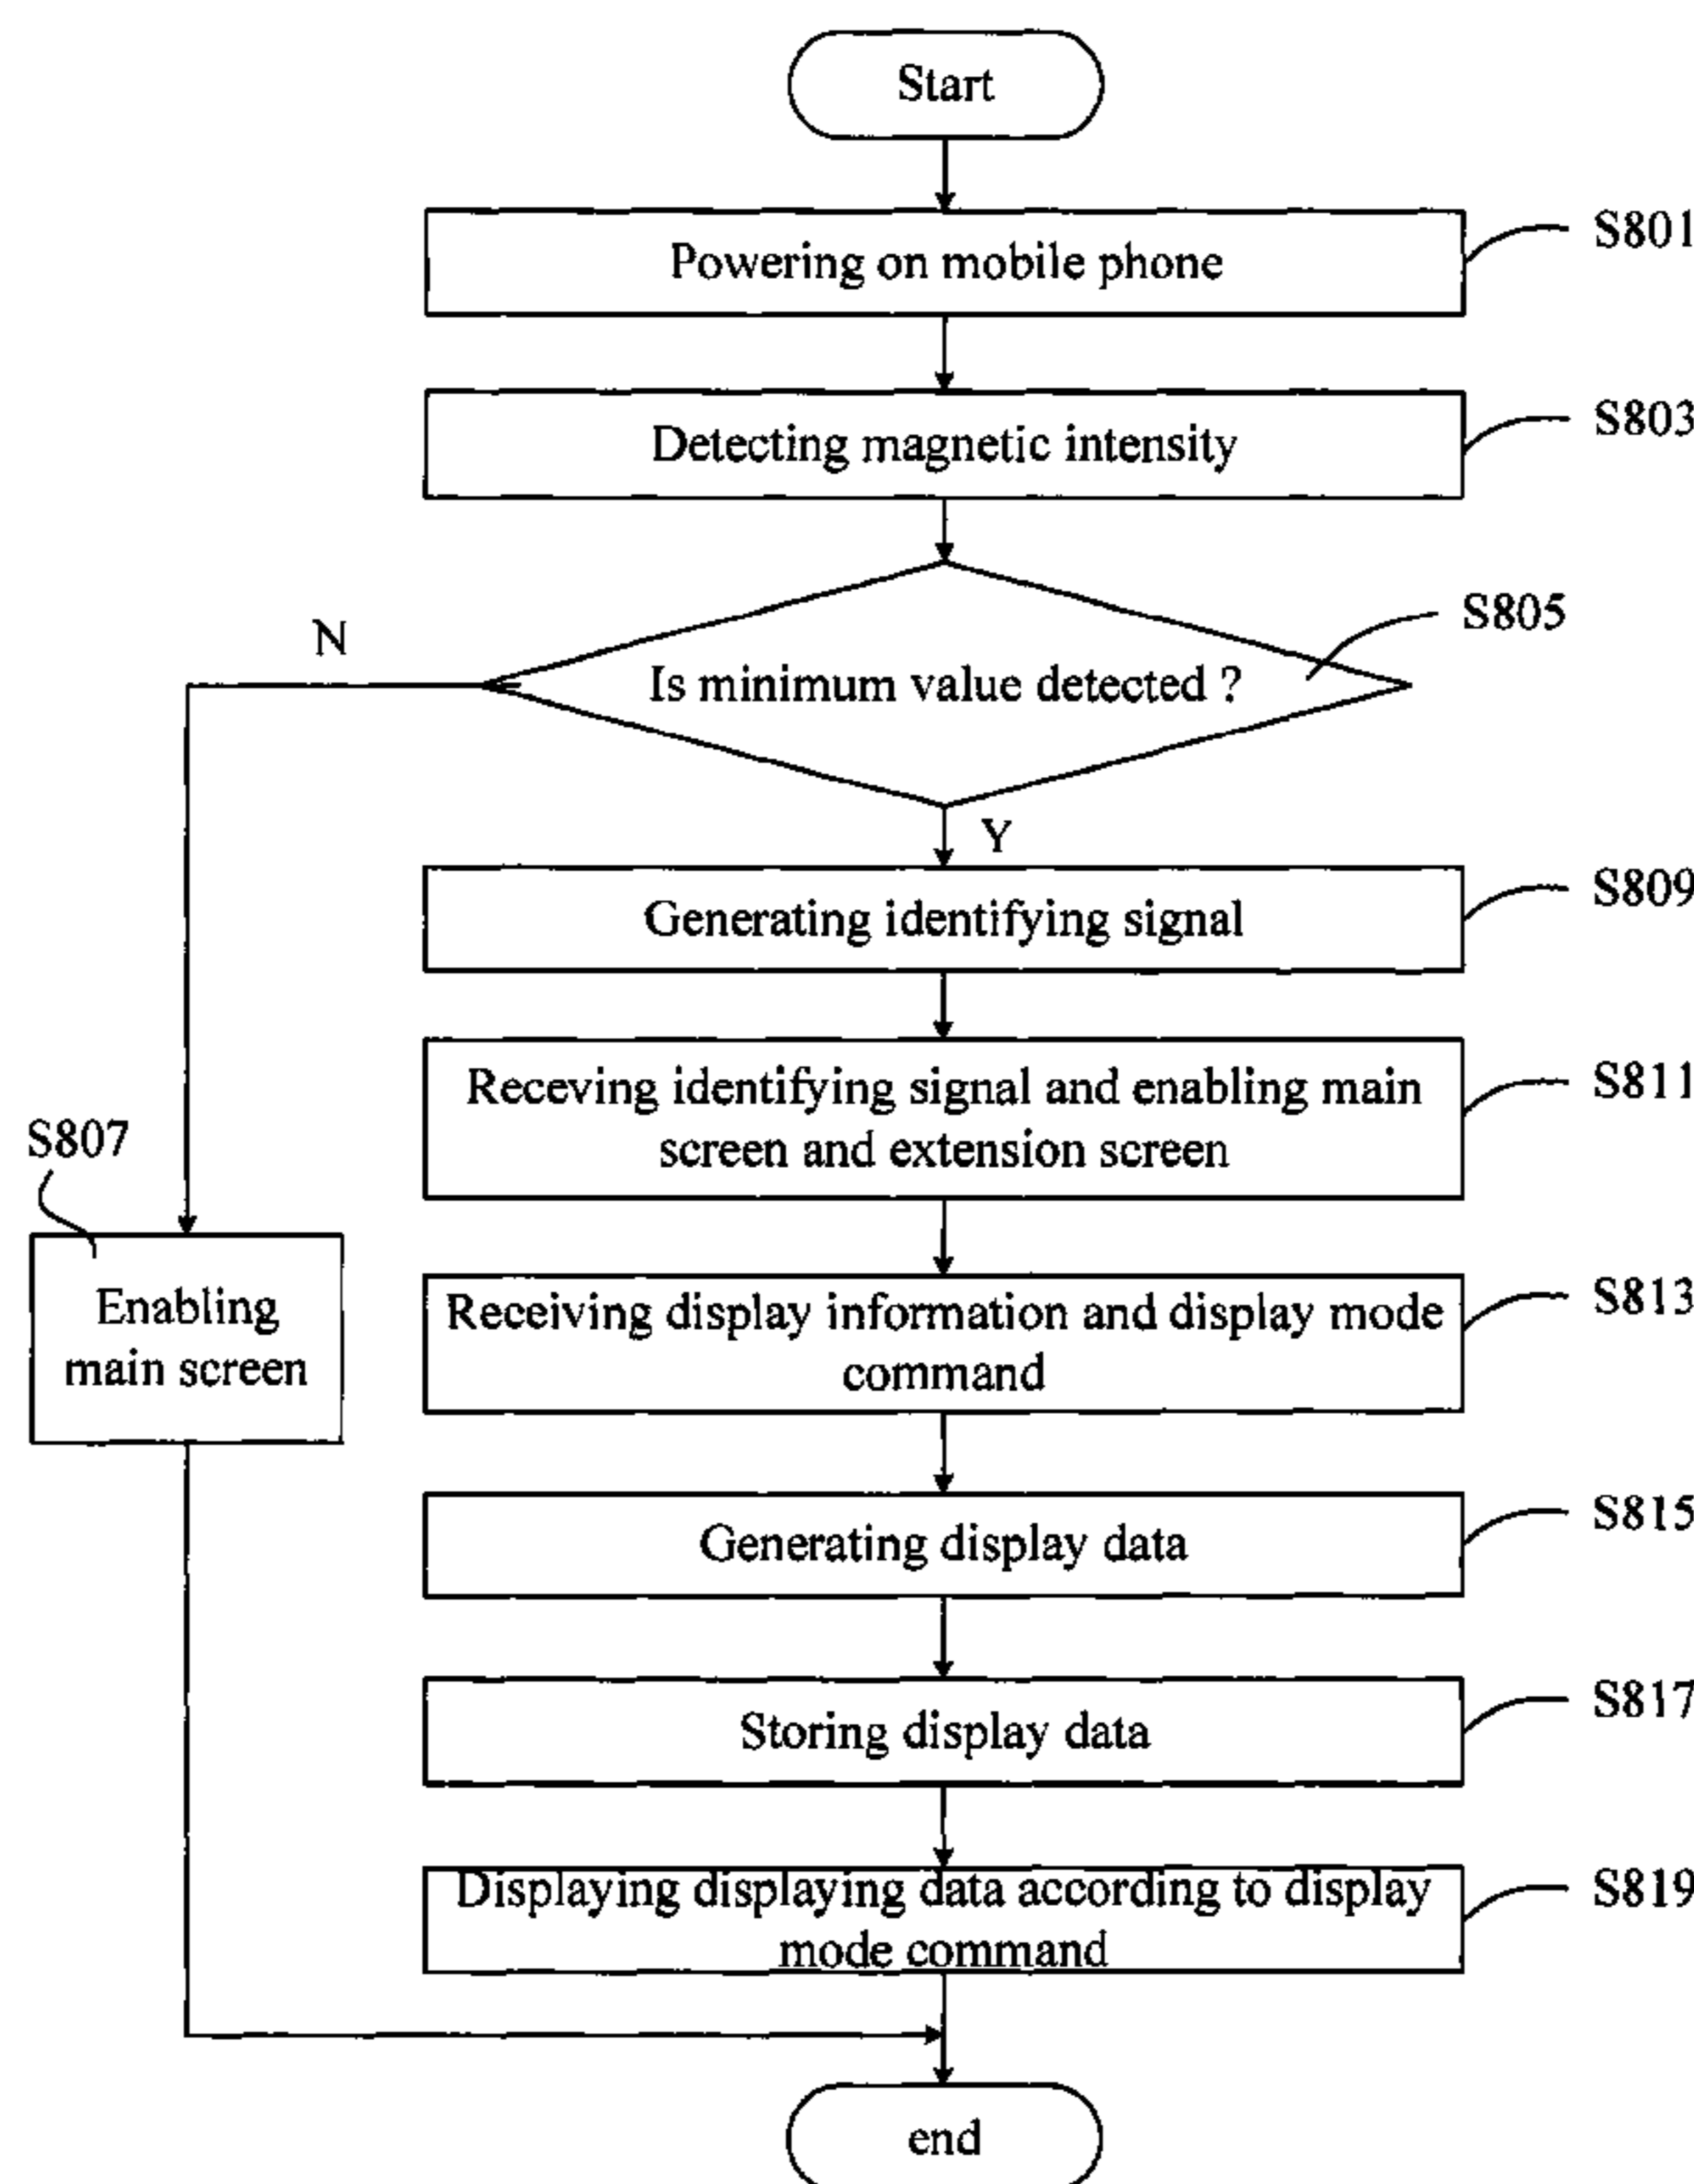 Start
Powering on mobile phone
S801
Detecting magnetic intensity
S803
Is minimum value detected ?
S805
N
Y
Generating identifying signal
S809
Receving identifying signal and enabling main
screen and extension screen
S811
S807
Enabling
main screen
Receiving display information and display mode
command
S813
Generating display data
S815
Storing display data
S817
Displaying displaying data according to display
mode command
S819
end